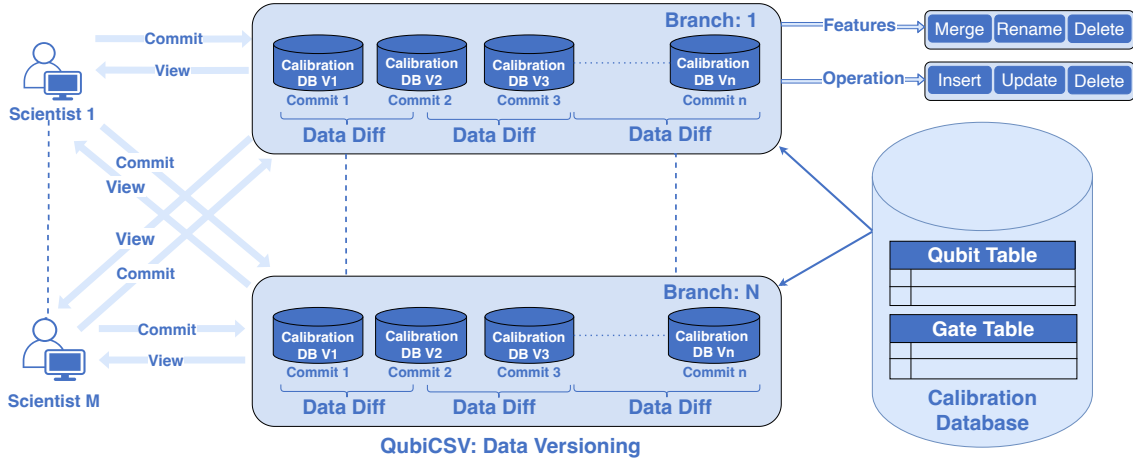 Branch: 1
Commit
View
Scientist 1
Calibration
DB V1
Commit 1
Calibration
DB V2
Commit 2
Calibration
DB V3
Commit 3
Calibration
DB Vn
Commit n
Data Diff
Data Diff
Data Diff
Features
Merge
Rename
Delete
Operation
Insert
Update
Delete
Commit
View
View
Commit
Branch: N
Commit
View
Scientist M
Calibration
DB V1
Commit 1
Calibration
DB V2
Commit 2
Calibration
DB V3
Commit 3
Calibration
DB Vn
Commit n
Data Diff
Data Diff
Data Diff
Qubit Table
Gate Table
Calibration
Database
QubiCSV: Data Versioning